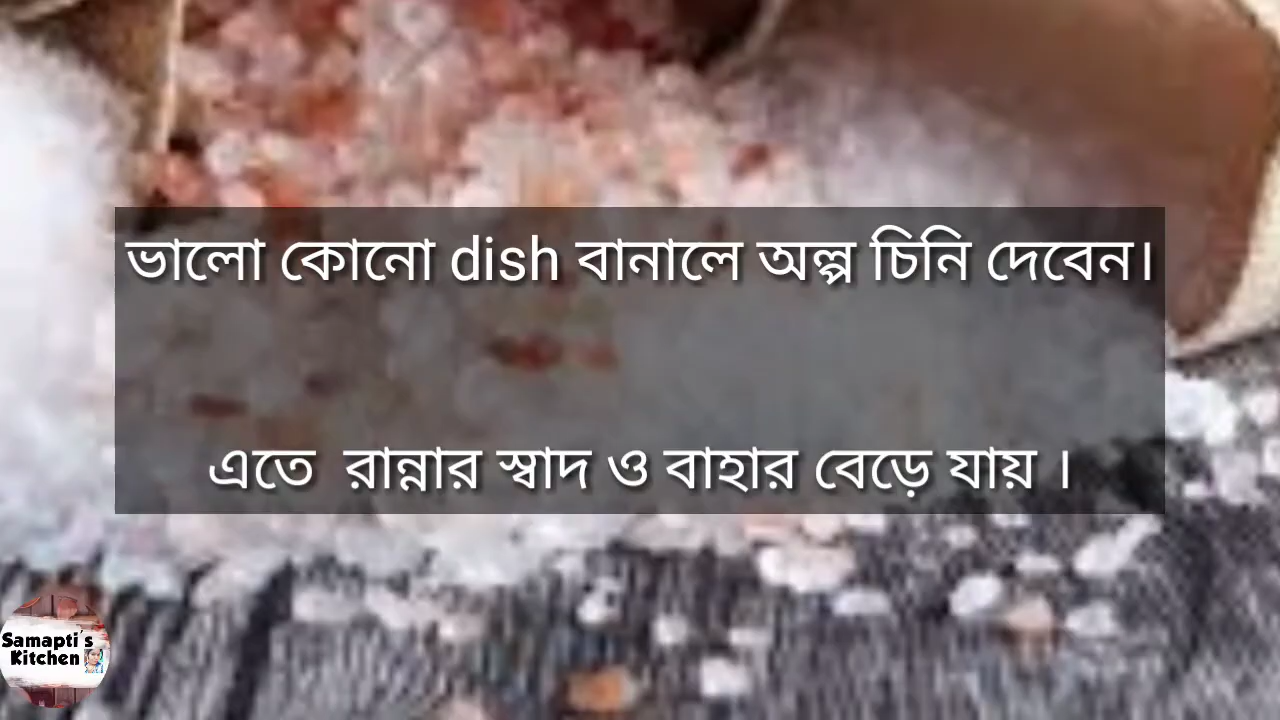 ভালো কোনো dish বানালে অল্প চিনি দেবেন।
এতে রান্নার স্বাদ ও বাহার বেড়ে যায় ।
Samapti's
Kitchen